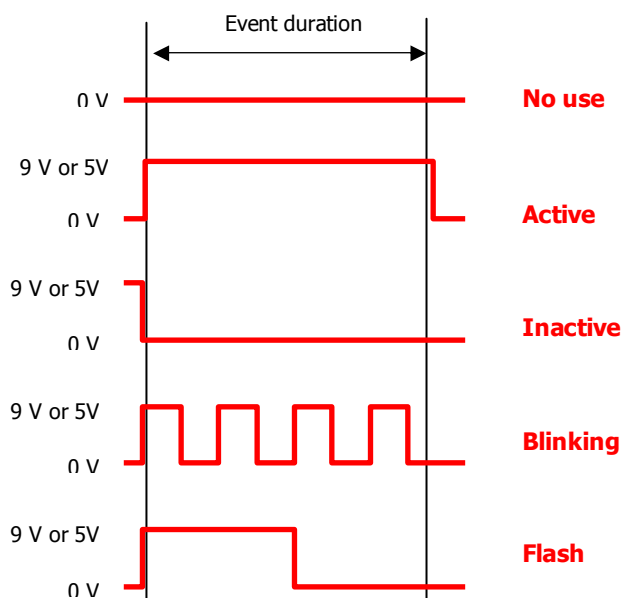 Event duration
0 V
No use
9 V or 5V
0 V
Active
9 V or 5V
0 V
Inactive
9 V or 5V
0 V
Blinking
9 V or 5V
0 V
Flash